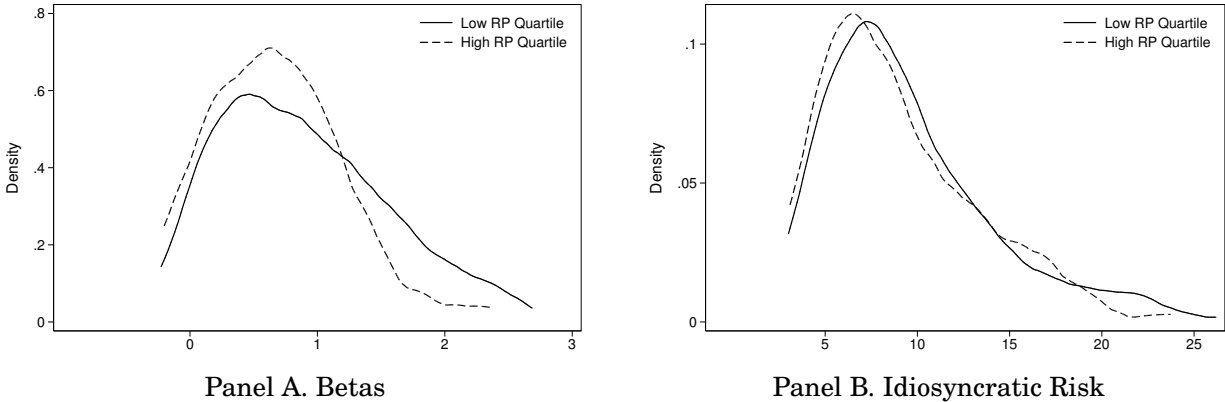 Low RP Quartile
High RP Quartile
.8
.6
.4
.2
0
Density
0 1 2 3
Panel A. Betas
Low RP Quartile
High RP Quartile
.1
.05
0
Density
5 10 15 20 25
Panel B. Idiosyncratic Risk